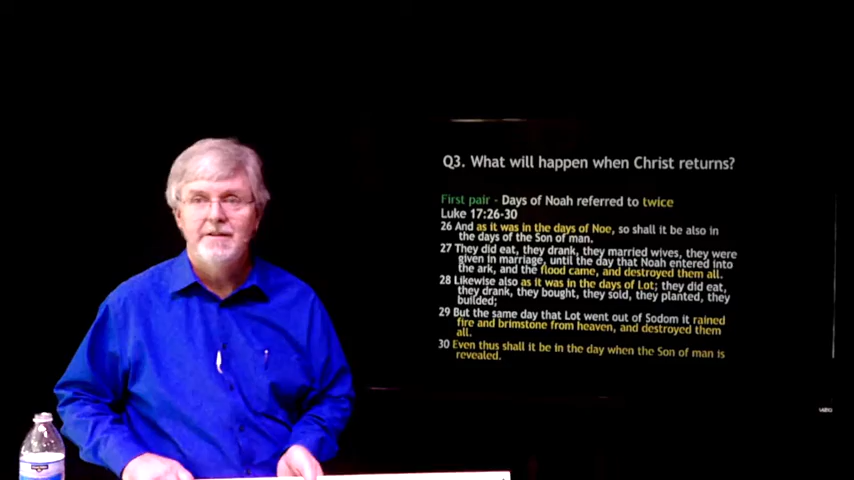 Q3. What will happen when Christ returns?
First pair - Days of Noah referred to twice
Luke 17:26-30
26 And as it was in the days of Noe, so shall it be also in
the days of the Son of man.
27 They did eat, they drank, they married wives, they were
given in marriage, until the day that Noah entered into
the ark, and the flood came, and destroyed them all.
28 Likewise also as it was in the days of Lot; they did eat,
they drank, they bought, they sold, they planted, they
builded;
29 But the same day that Lot went out of Sodom it rained
fire and brimstone from heaven, and destroyed them
all.
30 Even thus shall it be in the day when the Son of man is
revealed.